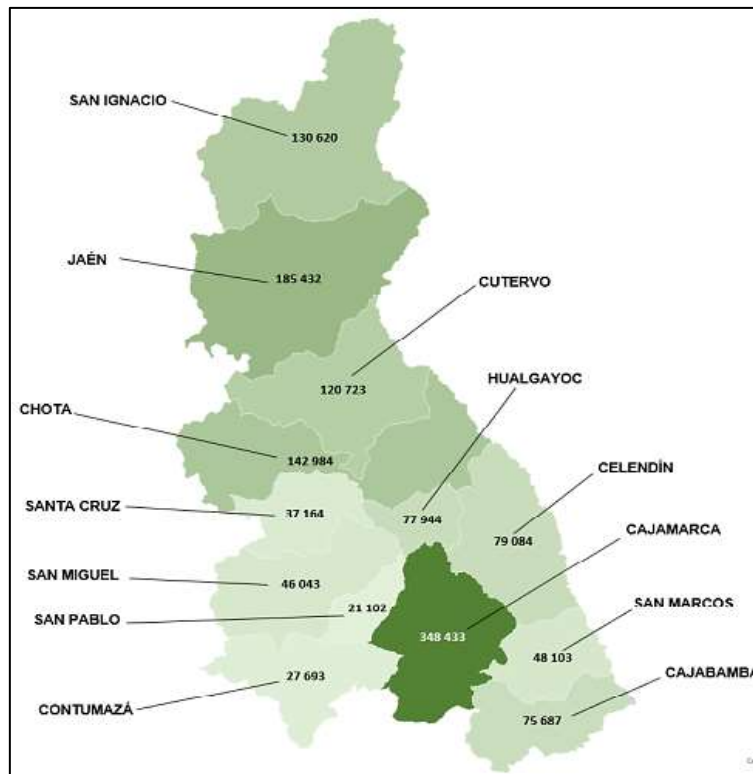 SAN IGNACIO
130 620
JAÉN
185 432
CUTERVO
120 723
HUALGAYOC
CHOTA
142 984
CELENDÍN
SANTA CRUZ
37 164
77 944
79 084
CAJAMARCA
SAN MIGUEL
46 043
SAN PABLO
21 102
SAN MARCOS
348 433
48 103
CAJABAMBA
27 693
CONTUMAZÁ
75 687